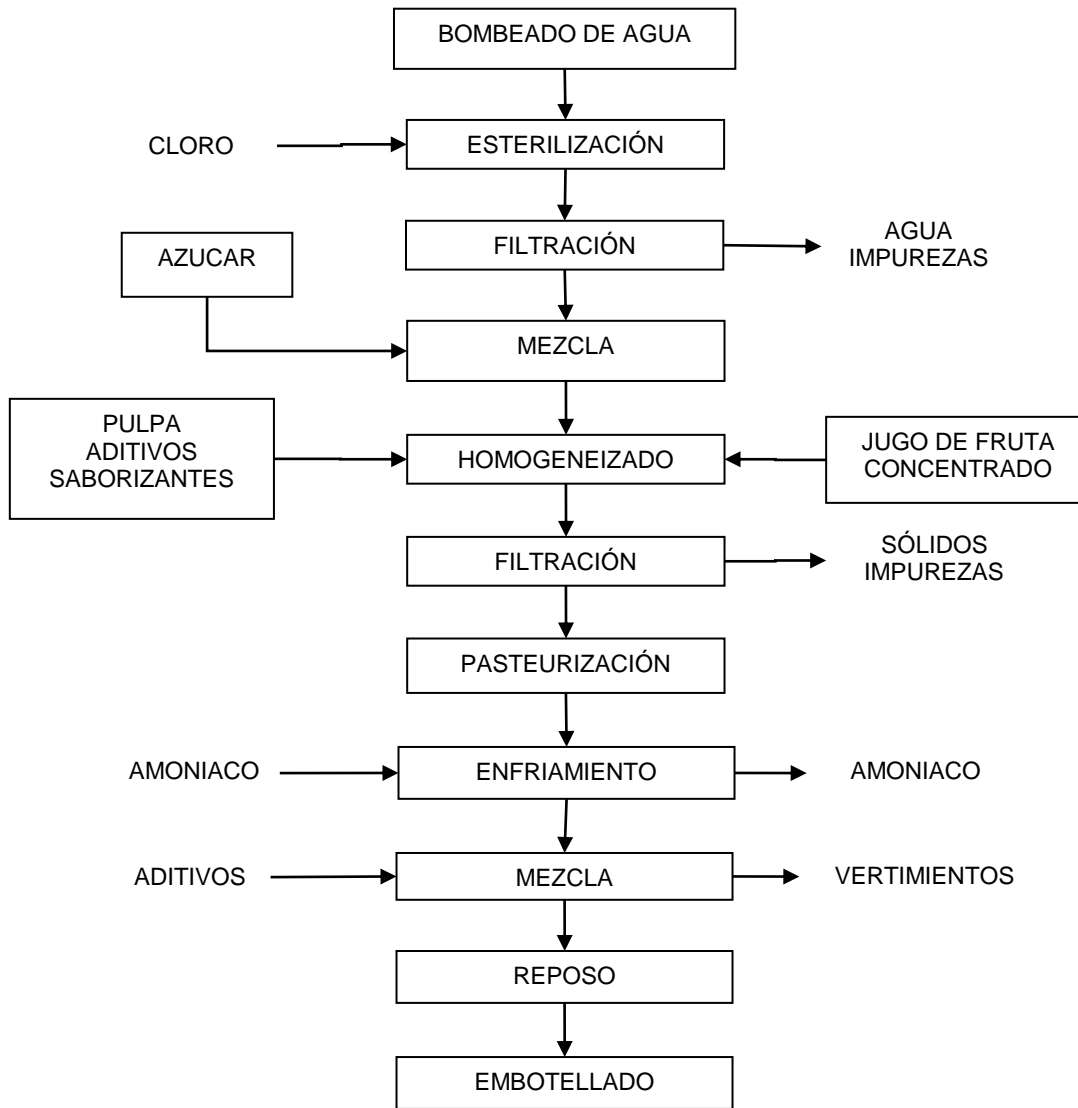 BOMBEADO DE AGUA
CLORO
ESTERILIZACIÓN
AZUCAR
FILTRACIÓN
AGUA
IMPUREZAS
MEZCLA
PULPA
ADITIVOS
SABORIZANTES
HOMOGENEIZADO
JUGO DE FRUTA
CONCENTRADO
FILTRACIÓN
SÓLIDOS
IMPUREZAS
PASTEURIZACIÓN
AMONIACO
ENFRIAMIENTO
AMONIACO
ADITIVOS
MEZCLA
VERTIMIENTOS
REPOSO
EMBOTELLADO